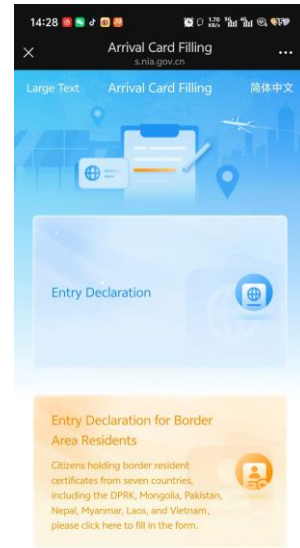 14:28
Arrival Card Filling
s.nia.gov.cn
Large Text Arrival Card Filling 简体中文
Entry Declaration
Entry Declaration for Border
Area Residents
Citizens holding border resident
certificates from seven countries,
including the DPRK, Mongolia, Pakistan,
Nepal, Myanmar, Laos, and Vietnam,
please click here to fill in the form.